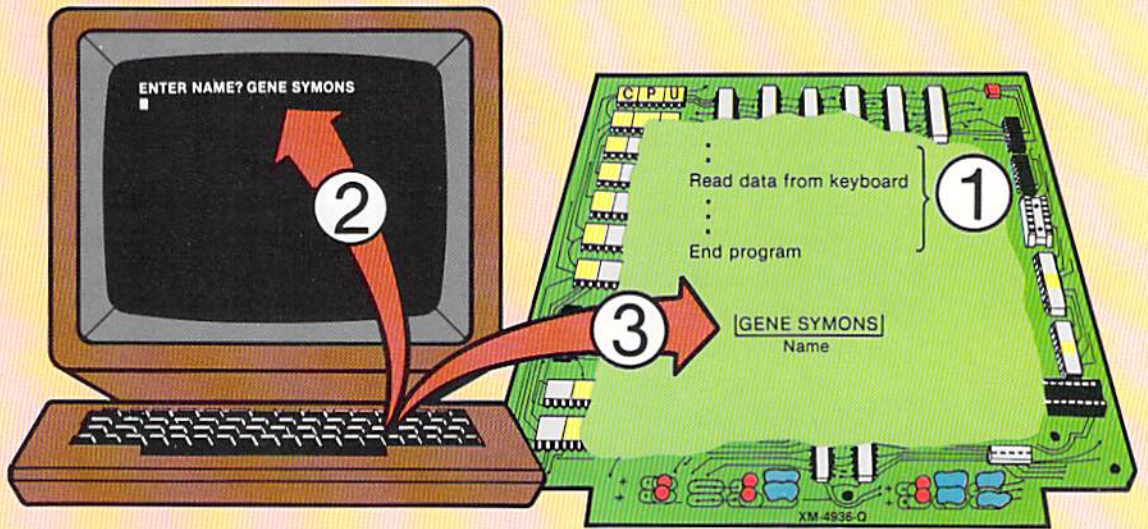 ENTER NAME? GENE SYMONS
2
3
CPU
Read data from keyboard
End program
1
GENE SYMONS
Name
XM-4936-Q